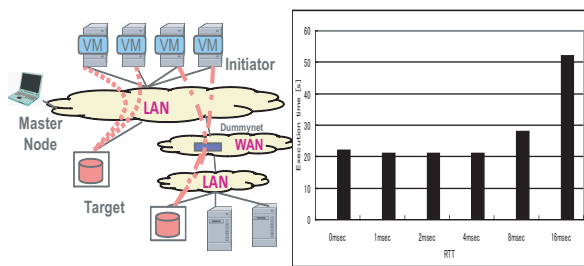 VM VM VM VM
Initiator
LAN
Master
Node
Dummynet
WAN
LAN
Target
Execution time [s]
60
50
40
30
20
10
0
0msec 1msec 2msec 4msec 8msec 16msec
RTT